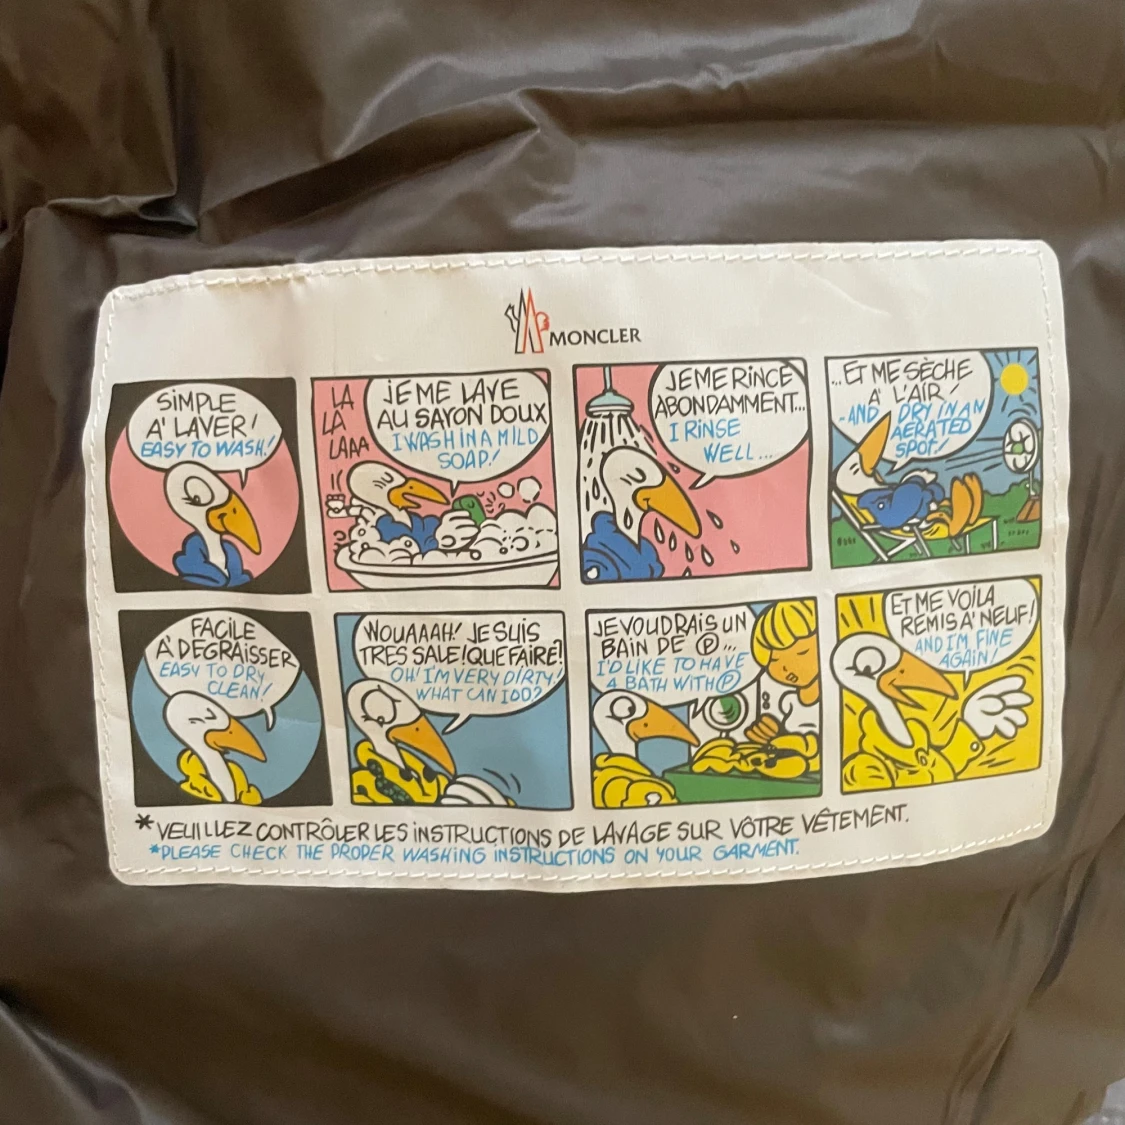 MONCLER
SiMPLE
A' LAVER!
EASY TO WASH!
LA
LA
LAAA
JE ME LAVE
AU SAYON DOUX
I WASH IN A MILD
SOAP!
JE ME RINCE
ABONDAMMENT...
I RINSE
WELL...
...ET ME SÈCHE
A' L'AIR!
-AND DRY IN AN
AERATED
SPOT!
FACILE
A' DEGRAISSER
EASY TO DRY
CLEAN!
WOUAAAH! JE SUIS
TRES SALE! QUE FAIRE!
OH! I'M VERY DIRTY!
WHAT CAN I DO?
JE VOUDRAIS UN
BAIN DE Ⓟ...
I'D LIKE TO HAVE
A BATH WITH Ⓟ
ET ME VOILA
REMIS A' NEUF!
AND I'M FINE
AGAIN!
*VEUILLEZ CONTRÔLER LES iNSTRUCTIONS DE LAVAGE SUR VÔTRE VÊTEMENT.
*PLEASE CHECK THE PROPER WASHING INSTRUCTIONS ON YOUR GARMENT.